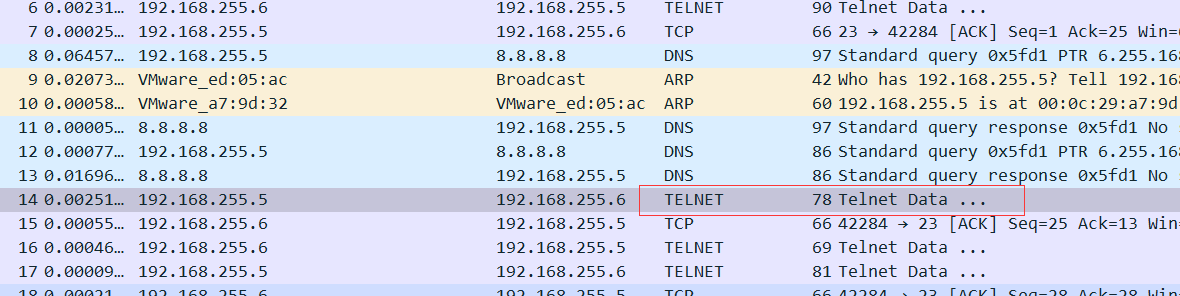 6 0.00231... 192.168.255.6 192.168.255.5 TELNET 90 Telnet Data ...
7 0.00025... 192.168.255.5 192.168.255.6 TCP 66 23 → 42284 [ACK] Seq=1 Ack=25 Win=
8 0.06457... 192.168.255.5 8.8.8.8 DNS 97 Standard query 0x5fd1 PTR 6.255.168
9 0.02073... VMware_ed:05:ac Broadcast ARP 42 Who has 192.168.255.5? Tell 192.168
10 0.00058... VMware_a7:9d:32 VMware_ed:05:ac ARP 60 192.168.255.5 is at 00:0c:29:a7:9d
11 0.00005... 8.8.8.8 192.168.255.5 DNS 97 Standard query response 0x5fd1 No
12 0.00077... 192.168.255.5 8.8.8.8 DNS 86 Standard query 0x5fd1 PTR 6.255.168
13 0.01696... 8.8.8.8 192.168.255.5 DNS 86 Standard query response 0x5fd1 No
14 0.00251... 192.168.255.5 192.168.255.6 TELNET 78 Telnet Data ...
15 0.00055... 192.168.255.6 192.168.255.5 TCP 66 42284 → 23 [ACK] Seq=25 Ack=13 Win
16 0.00046... 192.168.255.6 192.168.255.5 TELNET 69 Telnet Data ...
17 0.00009... 192.168.255.5 192.168.255.6 TELNET 81 Telnet Data ...
18 0.00021... 192.168.255.6 192.168.255.5 TCP 66 42284 → 23 [ACK] Seq=28 Ack=28 Win